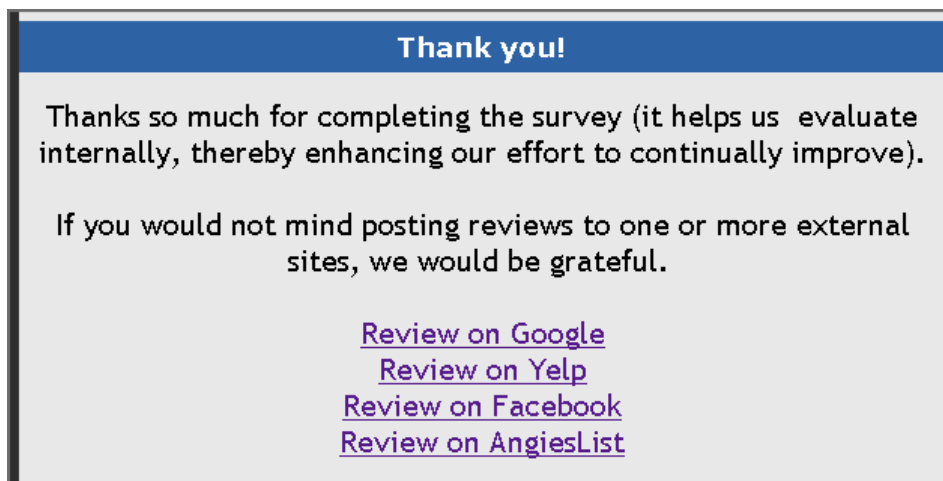 Thank you!
Thanks so much for completing the survey (it helps us  evaluate
internally, thereby enhancing our effort to continually improve).
If you would not mind posting reviews to one or more external
sites, we would be grateful.
Review on Google
Review on Yelp
Review on Facebook
Review on AngiesList